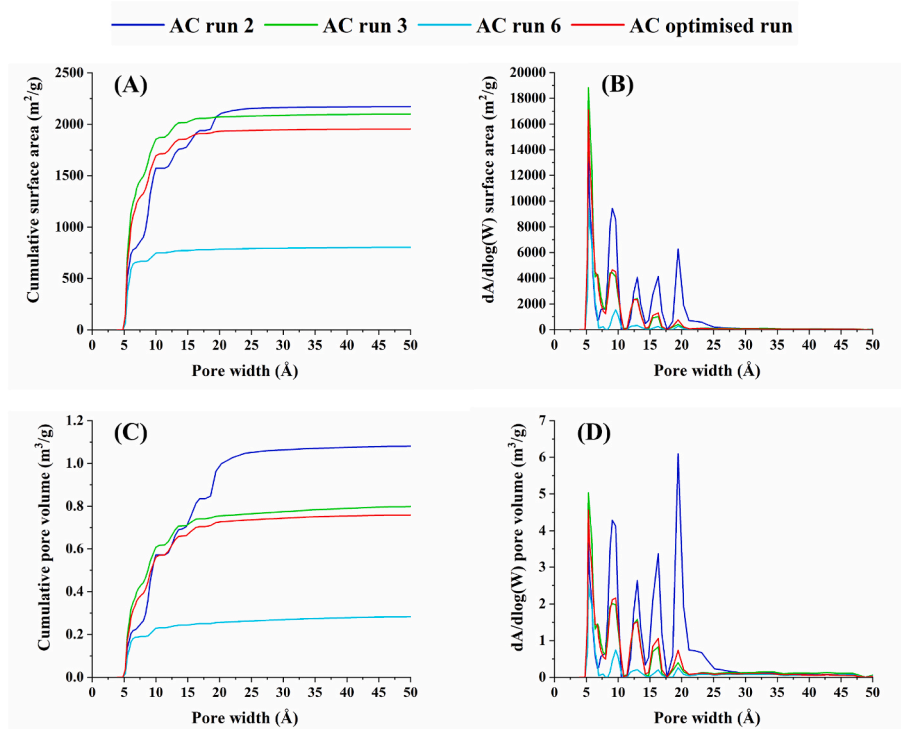 AC run 2 AC run 3 AC run 6 AC optimised run
(A)
Cumulative surface area (m²/g)
2500
2000
1500
1000
500
0
0 5 10 15 20 25 30 35 40 45 50
Pore width (Å)
(B)
dA/dlog(W) surface area (m²/g)
20000
18000
16000
14000
12000
10000
8000
6000
4000
2000
0
0 5 10 15 20 25 30 35 40 45 50
Pore width (Å)
(C)
Cumulative pore volume (m³/g)
1.2
1.0
0.8
0.6
0.4
0.2
0.0
0 5 10 15 20 25 30 35 40 45 50
Pore width (Å)
(D)
dA/dlog(W) pore volume (m³/g)
7
6
5
4
3
2
1
0
0 5 10 15 20 25 30 35 40 45 50
Pore width (Å)